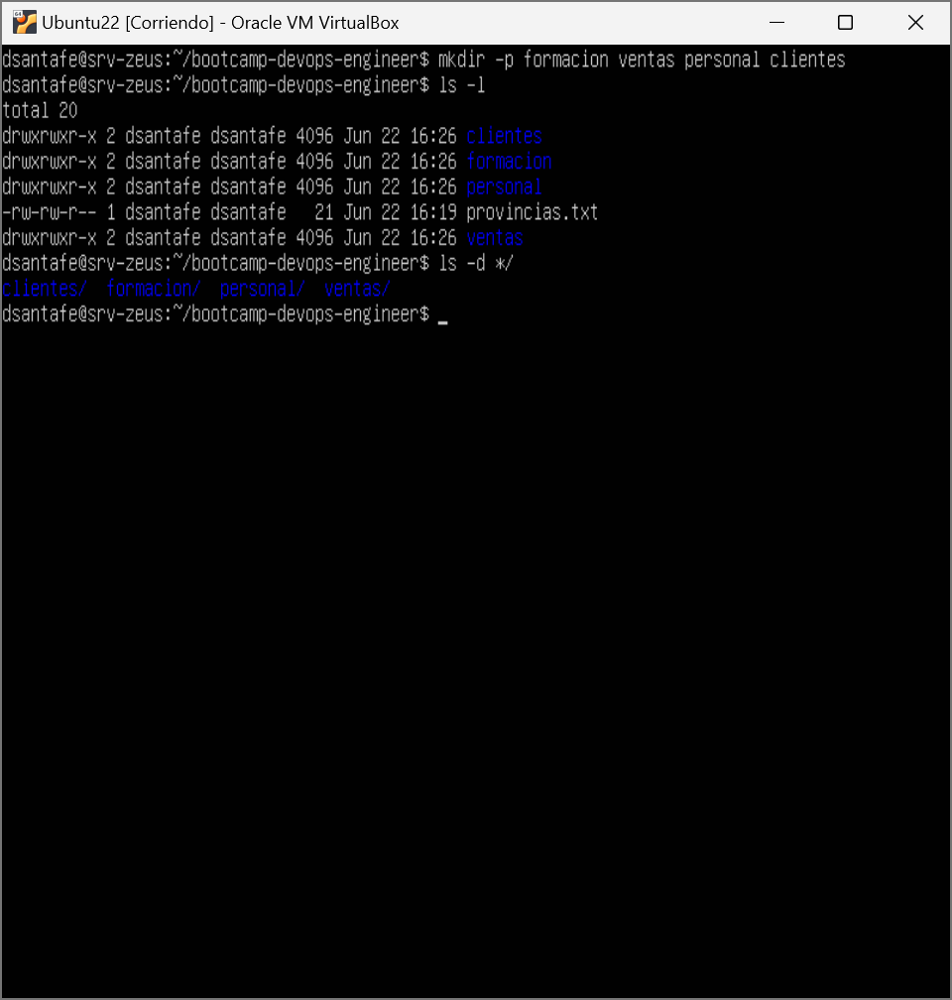 Ubuntu22 [Corriendo] - Oracle VM VirtualBox
dsantafe@srv-zeus:~/bootcamp-devops-engineer$ mkdir -p formacion ventas personal clientes
dsantafe@srv-zeus:~/bootcamp-devops-engineer$ ls -l
total 20
drwxrwxr-x 2 dsantafe dsantafe 4096 Jun 22 16:26 clientes
drwxrwxr-x 2 dsantafe dsantafe 4096 Jun 22 16:26 formacion
drwxrwxr-x 2 dsantafe dsantafe 4096 Jun 22 16:26 personal
-rw-rw-r-- 1 dsantafe dsantafe   21 Jun 22 16:19 provincias.txt
drwxrwxr-x 2 dsantafe dsantafe 4096 Jun 22 16:26 ventas
dsantafe@srv-zeus:~/bootcamp-devops-engineer$ ls -d */
clientes/  formacion/  personal/  ventas/
dsantafe@srv-zeus:~/bootcamp-devops-engineer$ _